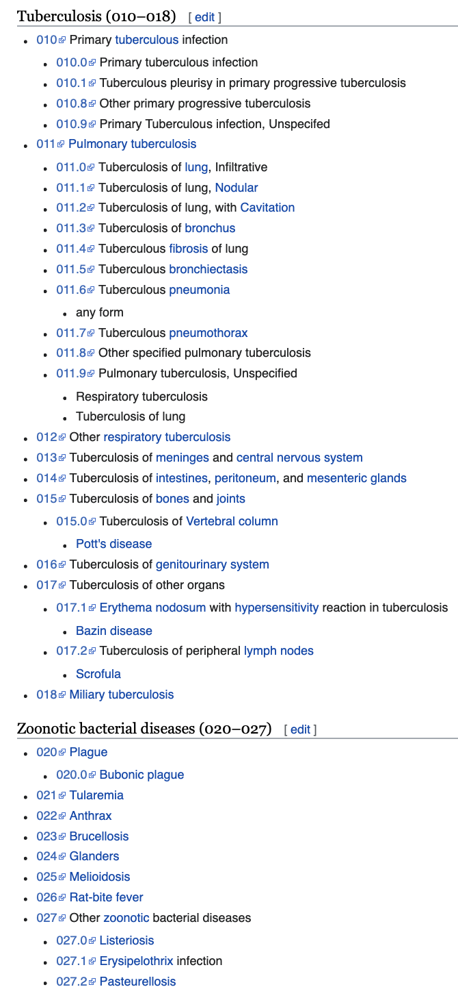 Tuberculosis (010–018) [ edit ]
010 Primary tuberculous infection
010.0 Primary tuberculous infection
010.1 Tuberculous pleurisy in primary progressive tuberculosis
010.8 Other primary progressive tuberculosis
010.9 Primary Tuberculous infection, Unspecifed
011 Pulmonary tuberculosis
011.0 Tuberculosis of lung, Infiltrative
011.1 Tuberculosis of lung, Nodular
011.2 Tuberculosis of lung, with Cavitation
011.3 Tuberculosis of bronchus
011.4 Tuberculous fibrosis of lung
011.5 Tuberculous bronchiectasis
011.6 Tuberculous pneumonia
any form
011.7 Tuberculous pneumothorax
011.8 Other specified pulmonary tuberculosis
011.9 Pulmonary tuberculosis, Unspecified
Respiratory tuberculosis
Tuberculosis of lung
012 Other respiratory tuberculosis
013 Tuberculosis of meninges and central nervous system
014 Tuberculosis of intestines, peritoneum, and mesenteric glands
015 Tuberculosis of bones and joints
015.0 Tuberculosis of Vertebral column
Pott's disease
016 Tuberculosis of genitourinary system
017 Tuberculosis of other organs
017.1 Erythema nodosum with hypersensitivity reaction in tuberculosis
Bazin disease
017.2 Tuberculosis of peripheral lymph nodes
Scrofula
018 Miliary tuberculosis
Zoonotic bacterial diseases (020–027) [ edit ]
020 Plague
020.0 Bubonic plague
021 Tularemia
022 Anthrax
023 Brucellosis
024 Glanders
025 Melioidosis
026 Rat-bite fever
027 Other zoonotic bacterial diseases
027.0 Listeriosis
027.1 Erysipelothrix infection
027.2 Pasteurellosis